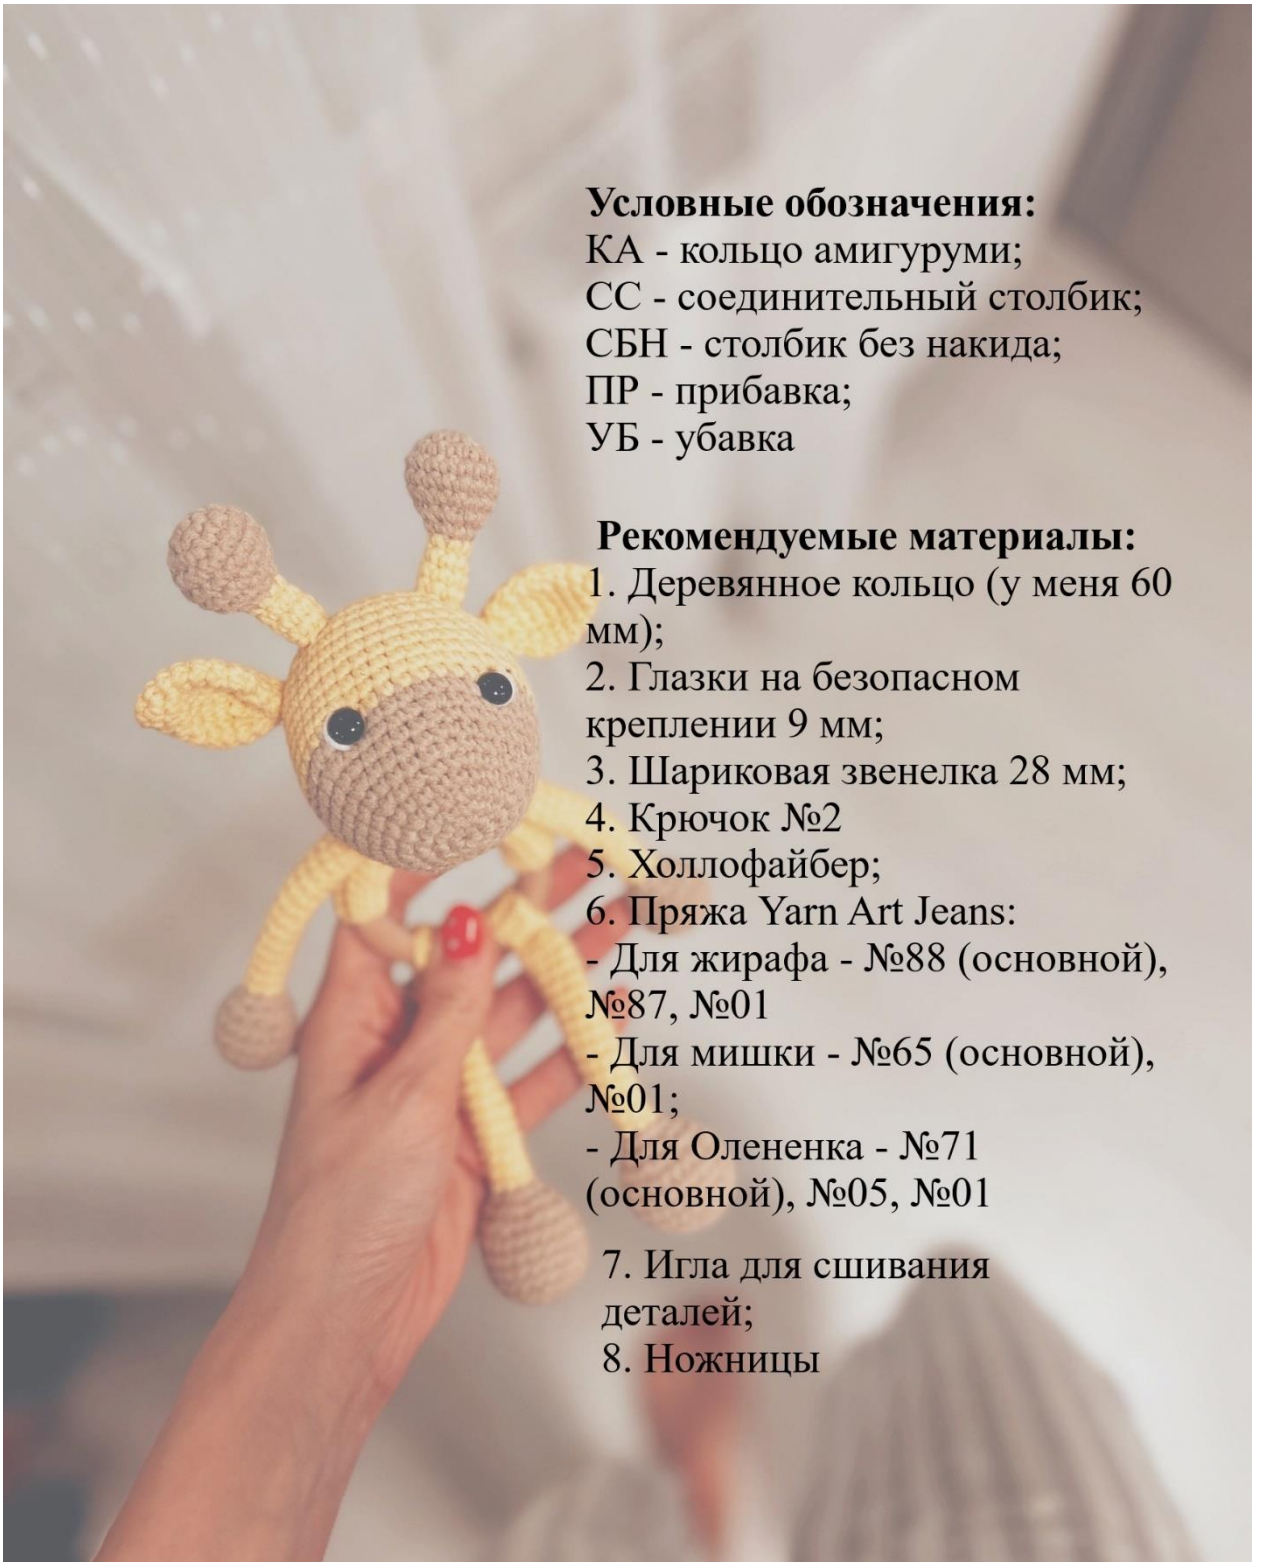 Условные обозначения:
КА - кольцо амигуруми;
СС - соединительный столбик;
СБН - столбик без накида;
ПР - прибавка;
УБ - убавка
Рекомендуемые материалы:
1. Деревянное кольцо (у меня 60
мм);
2. Глазки на безопасном
креплении 9 мм;
3. Шариковая звенелка 28 мм;
4. Крючок №2
5. Холлофайбер;
6. Пряжа Yarn Art Jeans:
- Для жирафа - №88 (основной),
№87, №01
- Для мишки - №65 (основной),
№01;
- Для Олененка - №71
(основной), №05, №01
7. Игла для сшивания
деталей;
8. Ножницы